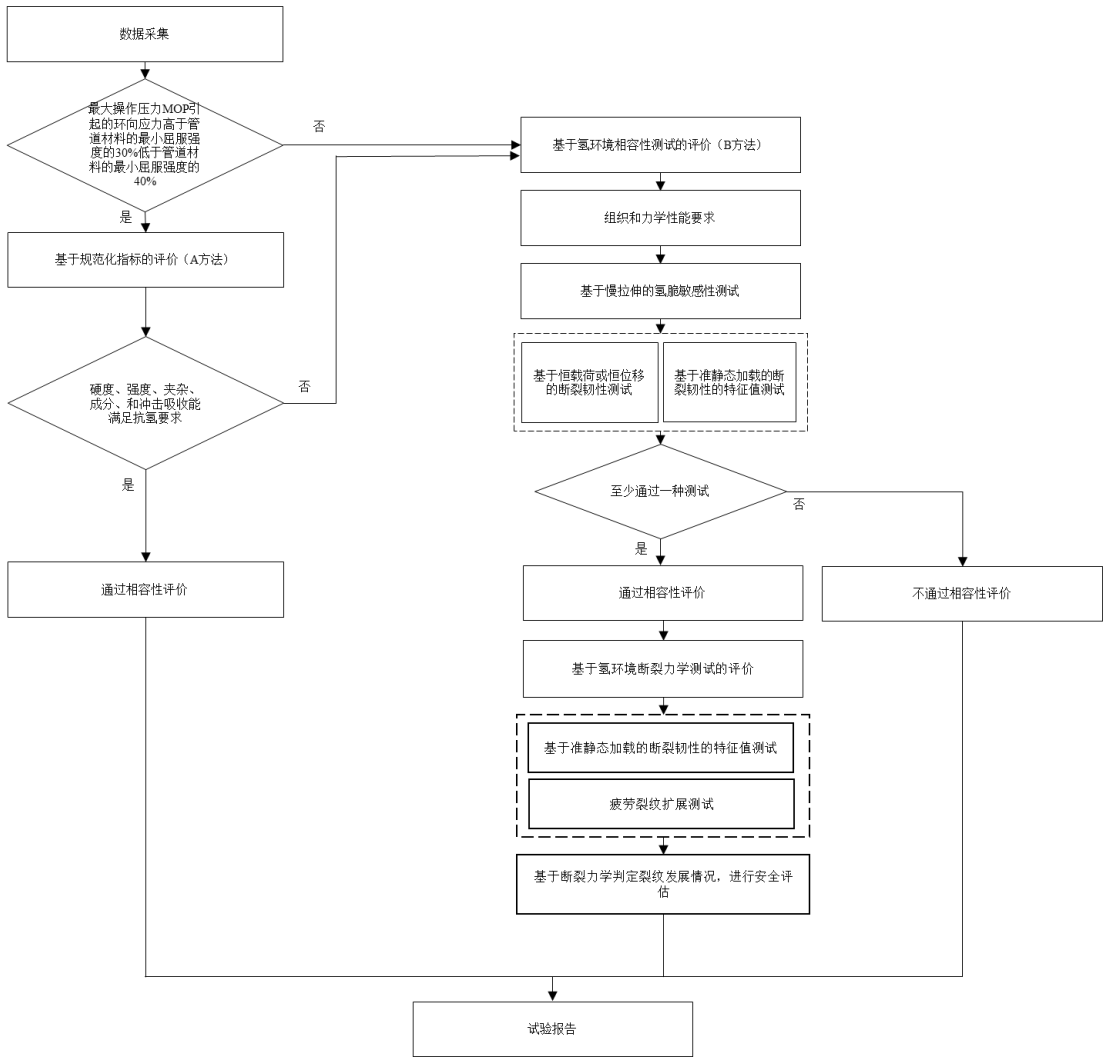 数据采集
最大操作压力MOP引
起的环向应力高于管
道材料的最小屈服强
度的30%低于管道材
料的最小屈服强度的
40%
否
是
基于规范化指标的评价（A方法）
硬度、强度、夹杂、
成分、和冲击吸收能
满足抗氢要求
否
是
通过相容性评价
基于氢环境相容性测试的评价（B方法）
组织和力学性能要求
基于慢拉伸的氢脆敏感性测试
基于恒载荷或恒位移
的断裂韧性测试
基于准静态加载的断
裂韧性的特征值测试
至少通过一种测试
否
是
通过相容性评价
不通过相容性评价
基于氢环境断裂力学测试的评价
基于准静态加载的断裂韧性的特征值测试
疲劳裂纹扩展测试
基于断裂力学判定裂纹发展情况，进行安全评
估
试验报告